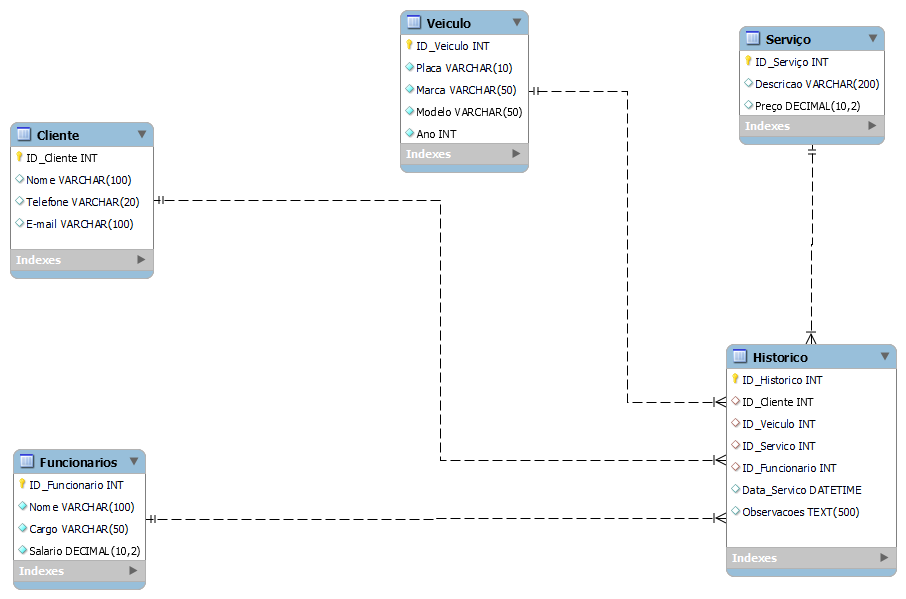 Veiculo
ID_Veiculo INT
Placa VARCHAR(10)
Marca VARCHAR(50)
Modelo VARCHAR(50)
Ano INT
Indexes
Serviço
ID_Serviço INT
Descricao VARCHAR(200)
Preço DECIMAL(10,2)
Indexes
Cliente
ID_Cliente INT
Nome VARCHAR(100)
Telefone VARCHAR(20)
E-mail VARCHAR(100)
Indexes
Historico
ID_Historico INT
ID_Cliente INT
ID_Veiculo INT
ID_Servico INT
ID_Funcionario INT
Data_Servico DATETIME
Observacoes TEXT(500)
Indexes
Funcionarios
ID_Funcionario INT
Nome VARCHAR(100)
Cargo VARCHAR(50)
Salario DECIMAL(10,2)
Indexes